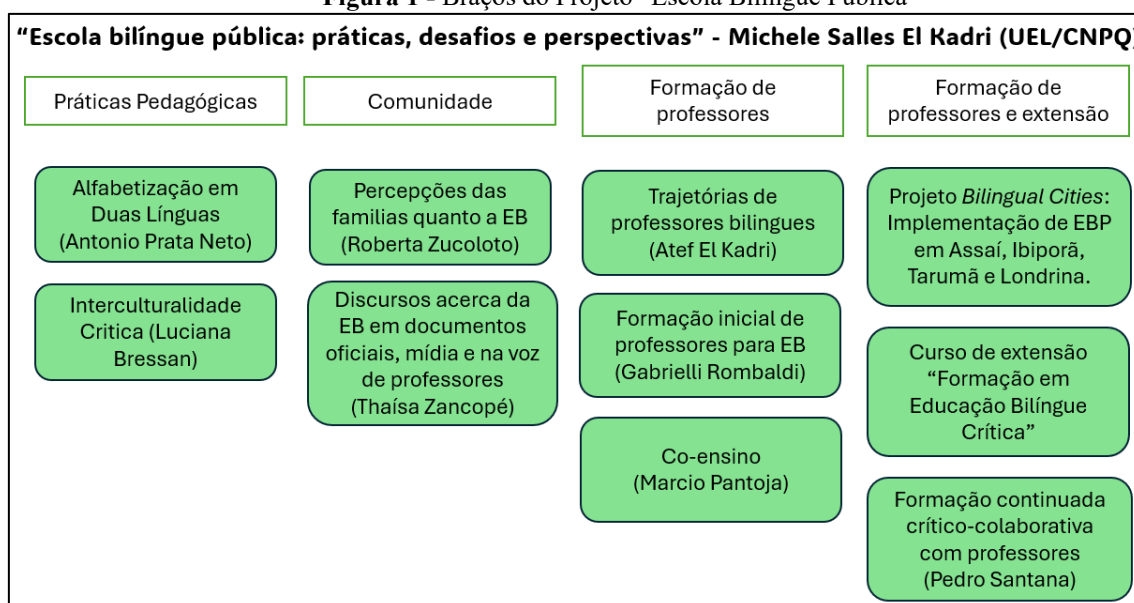 Figura 1 - Braços do Projeto "Escola Bilíngue Pública"
“Escola bilíngue pública: práticas, desafios e perspectivas” - Michele Salles El Kadri (UEL/CNPQ)
Práticas Pedagógicas
Alfabetização em
Duas Línguas
(Antonio Prata Neto)
Interculturalidade
Critica (Luciana
Bressan)
Comunidade
Percepções das
familias quanto a EB
(Roberta Zucoloto)
Discursos acerca da
EB em documentos
oficiais, mídia e na voz
de professores
(Thaísa Zancopé)
Formação de
professores
Trajetórias de
professores bilingues
(Atef El Kadri)
Formação inicial de
professores para EB
(Gabrielli Rombaldi)
Co-ensino
(Marcio Pantoja)
Formação de
professores e extensão
Projeto Bilingual Cities:
Implementação de EBP
em Assaí, Ibiporã,
Tarumã e Londrina.
Curso de extensão
“Formação em
Educação Bilíngue
Crítica”
Formação continuada
crítico-colaborativa
com professores
(Pedro Santana)